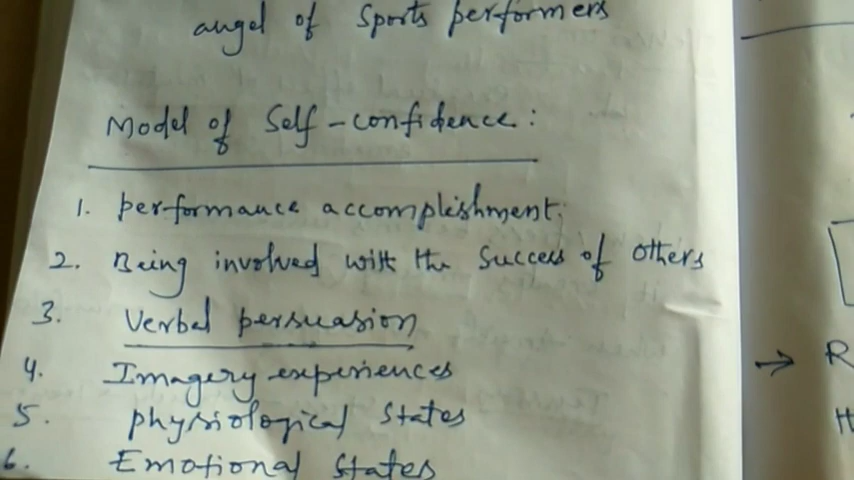 angel of Sports performers
Model of Self-confidence:
1. performance accomplishment.
2. Being involved with the success of others
3. Verbal persuasion
4. Imagery experiences
5. physiological States
6. Emotional States
→ R
H